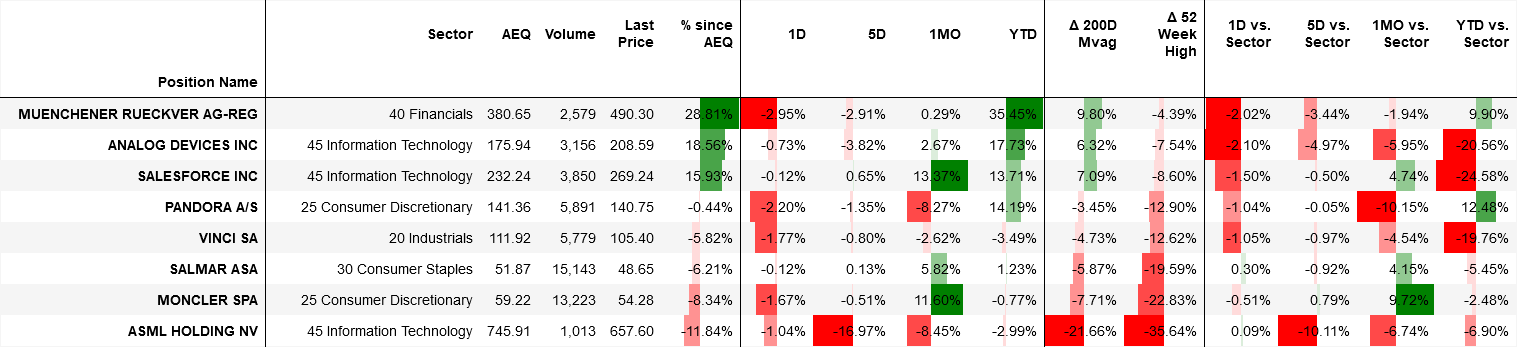 Position Name Sector AEQ Volume Last Price % since AEQ 1D 5D 1MO YTD Δ 200D Mvag Δ 52 Week High 1D vs. Sector 5D vs. Sector 1MO vs. Sector YTD vs. Sector
MUENCHENER RUECKVER AG-REG 40 Financials 380.65 2,579 490.30 28.81% -2.95% -2.91% 0.29% 35.45% 9.80% -4.39% -2.02% -3.44% -1.94% 9.90%
ANALOG DEVICES INC 45 Information Technology 175.94 3,156 208.59 18.56% -0.73% -3.82% 2.67% 17.73% 6.32% -7.54% -2.10% -4.97% -5.95% -20.56%
SALESFORCE INC 45 Information Technology 232.24 3,850 269.24 15.93% -0.12% 0.65% 13.37% 13.71% 7.09% -8.60% -1.50% -0.50% 4.74% -24.58%
PANDORA A/S 25 Consumer Discretionary 141.36 5,891 140.75 -0.44% -2.20% -1.35% -8.27% 14.19% -3.45% -12.90% -1.04% -0.05% -10.15% 12.48%
VINCI SA 20 Industrials 111.92 5,779 105.40 -5.82% -1.77% -0.80% -2.62% -3.49% -4.73% -12.62% -1.05% -0.97% -4.54% -19.76%
SALMAR ASA 30 Consumer Staples 51.87 15,143 48.65 -6.21% -0.12% 0.13% 5.82% 1.23% -5.87% -19.59% 0.30% -0.92% 4.15% -5.45%
MONCLER SPA 25 Consumer Discretionary 59.22 13,223 54.28 -8.34% -1.67% -0.51% 11.60% -0.77% -7.71% -22.83% -0.51% 0.79% 9.72% -2.48%
ASML HOLDING NV 45 Information Technology 745.91 1,013 657.60 -11.84% -1.04% -16.97% -8.45% -2.99% -21.66% -35.64% 0.09% -10.11% -6.74% -6.90%